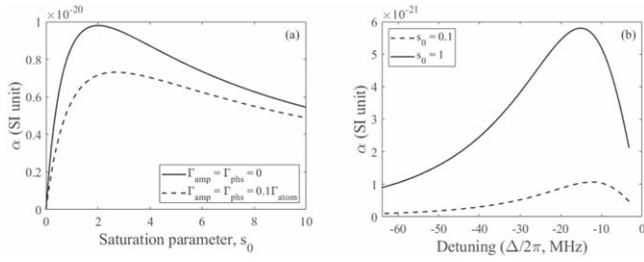 ×10⁻²⁰
1
0.8
0.6
0.4
0.2
0
α (SI unit)
(a)
Γamp = Γphs = 0
Γamp = Γphs = 0.1Γatom
0 2 4 6 8 10
Saturation parameter, s₀
×10⁻²¹
6
5
4
3
2
1
0
α (SI unit)
s₀ = 0.1
s₀ = 1
(b)
-60 -50 -40 -30 -20 -10 0
Detuning (Δ/2π, MHz)